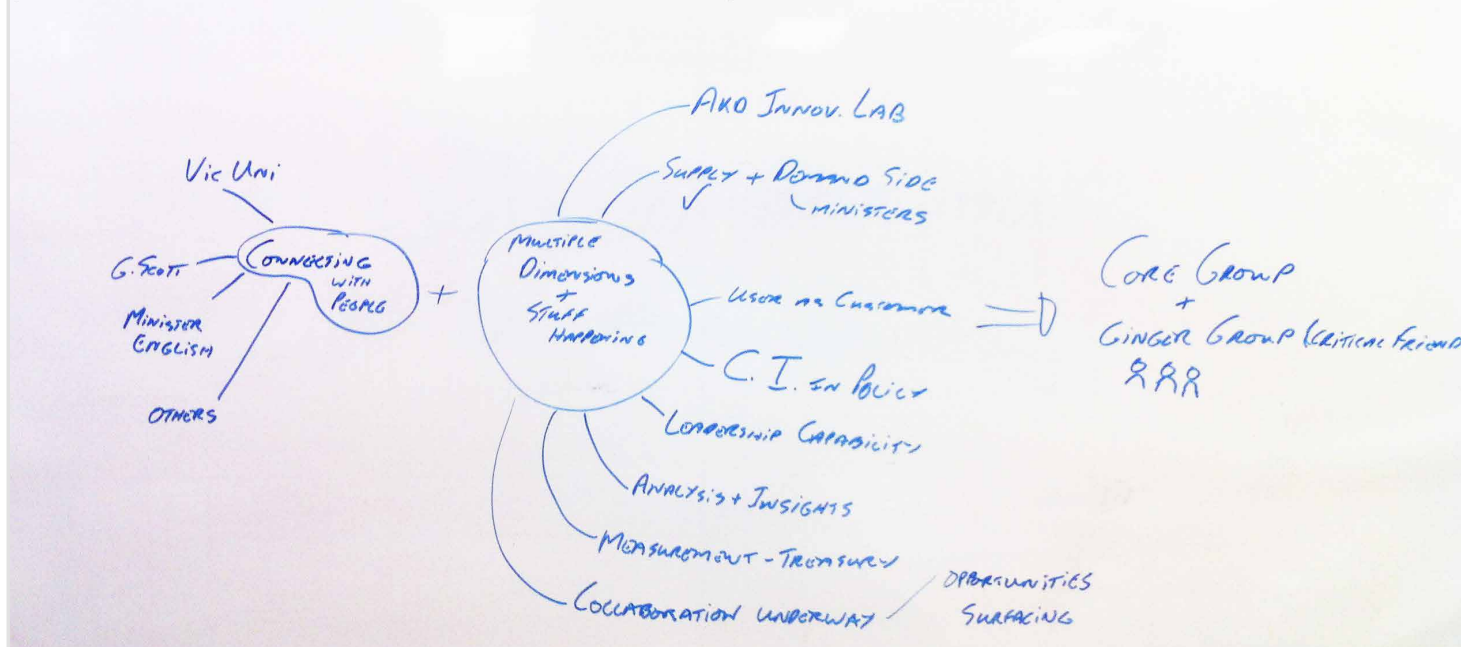 Vic Uni
G. Scott
Minister
English
Others
Connecting
with
People
+
Multiple
Dimensions
+
Stuff
Happening
Ako Innov. Lab
Supply + Demand Side
Ministers
User as Customer
C. I. in Policy
Leadership Capability
Analysis + Insights
Measurement - Treasury
Collaboration underway
Opportunities
Surfacing
Core Group
+
Ginger Group (Critical Friend